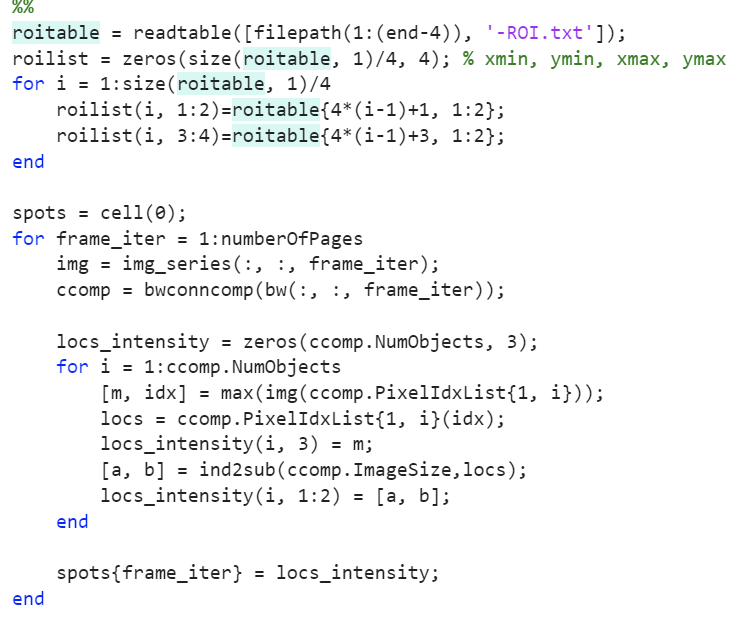 %%
roitable = readtable([filepath(1:(end-4)), '-ROI.txt']);
roilist = zeros(size(roitable, 1)/4, 4); % xmin, ymin, xmax, ymax
for i = 1:size(roitable, 1)/4
    roilist(i, 1:2)=roitable{4*(i-1)+1, 1:2};
    roilist(i, 3:4)=roitable{4*(i-1)+3, 1:2};
end

spots = cell(0);
for frame_iter = 1:numberOfPages
    img = img_series(:, :, frame_iter);
    ccomp = bwconncomp(bw(:, :, frame_iter));

    locs_intensity = zeros(ccomp.NumObjects, 3);
    for i = 1:ccomp.NumObjects
        [m, idx] = max(img(ccomp.PixelIdxList{1, i}));
        locs = ccomp.PixelIdxList{1, i}(idx);
        locs_intensity(i, 3) = m;
        [a, b] = ind2sub(ccomp.ImageSize,locs);
        locs_intensity(i, 1:2) = [a, b];
    end

    spots{frame_iter} = locs_intensity;
end